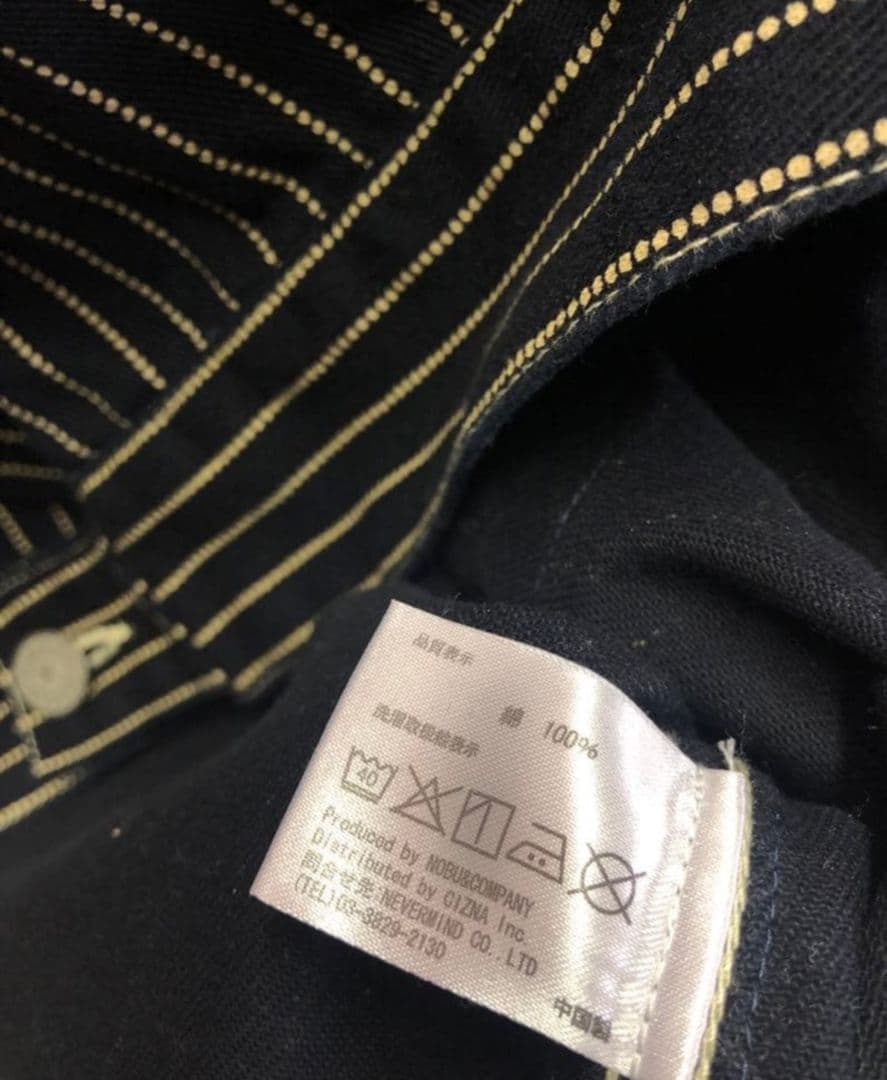 品質表示
綿 100%
洗濯取扱絵表示
40
Produced by NOBU&COMPANY
Distributed by CIZNA Inc.
問合せ先:NEVERMIND CO.,LTD
(TEL)03-3829-2130
中国製